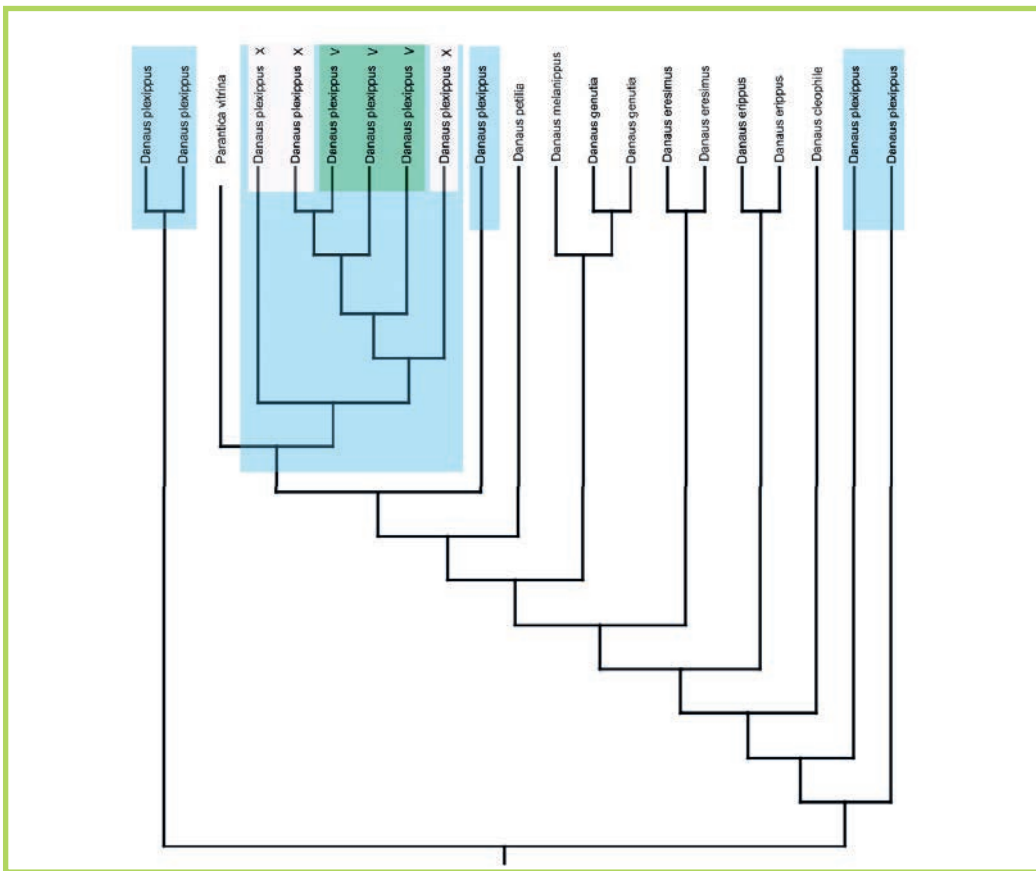 Danaus plexippus
Danaus plexippus
Parantica vitrina
Danaus plexippus X
Danaus plexippus X
Danaus plexippus V
Danaus plexippus V
Danaus plexippus V
Danaus plexippus X
Danaus plexippus
Danaus petilia
Danaus melanippus
Danaus genutia
Danaus genutia
Danaus eresimus
Danaus eresimus
Danaus erippus
Danaus erippus
Danaus cleophile
Danaus plexippus
Danaus plexippus